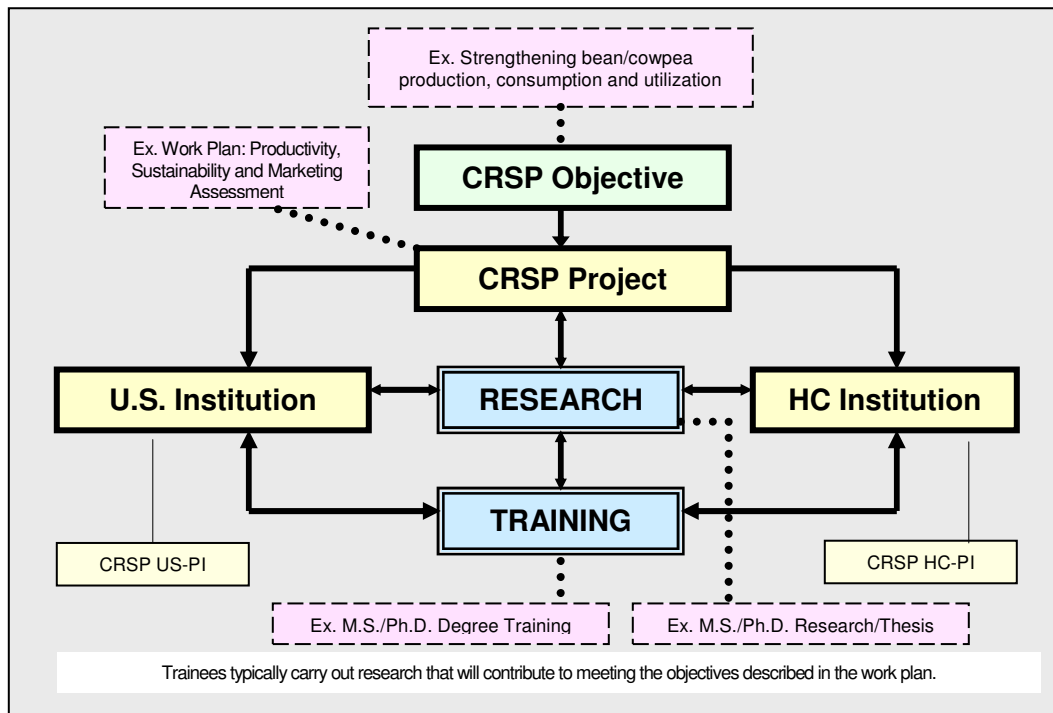 Ex. Strengthening bean/cowpea
production, consumption and utilization
Ex. Work Plan: Productivity,
Sustainability and Marketing
Assessment
CRSP Objective
CRSP Project
U.S. Institution
RESEARCH
HC Institution
TRAINING
CRSP US-PI
CRSP HC-PI
Ex. M.S./Ph.D. Degree Training
Ex. M.S./Ph.D. Research/Thesis
Trainees typically carry out research that will contribute to meeting the objectives described in the work plan.